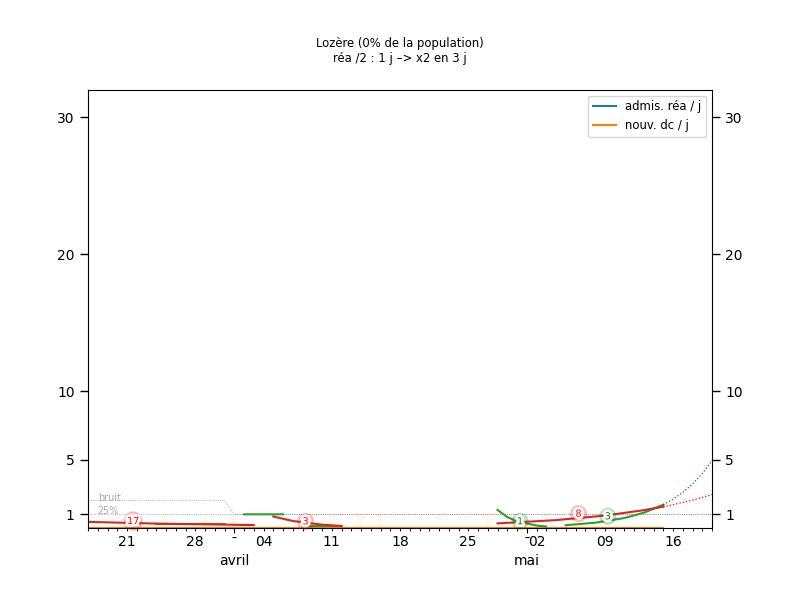 Lozère (0% de la population)
réa /2 : 1 j –> x2 en 3 j
admis. réa / j
nouv. dc / j
30 30
20 20
10 10
5 5
bruit
25%
1 1
17 3 1 8 3
21 28 - 04 11 18 25 - 02 09 16
avril mai